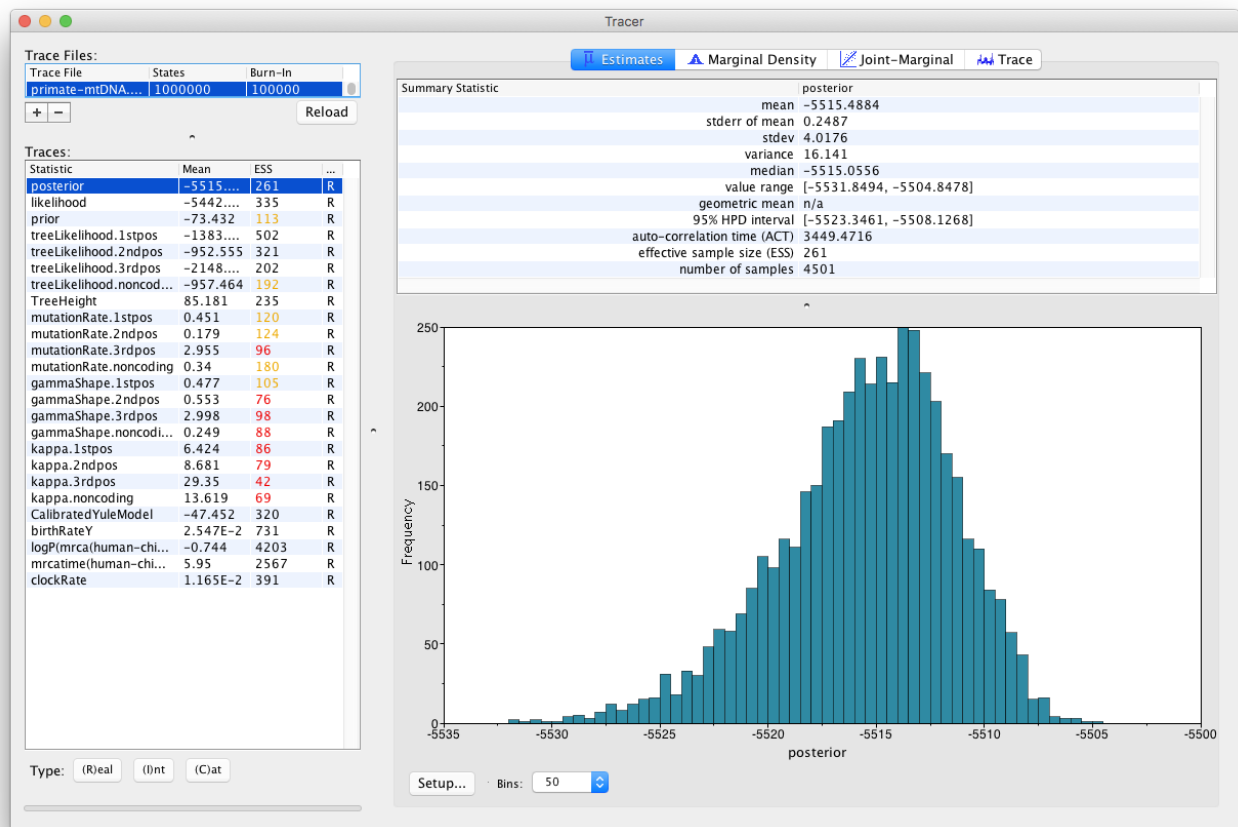 Tracer
Trace Files:
Trace File States Burn-In
primate-mtDNA.... 1000000 100000
+ − Reload
Traces:
Statistic Mean ESS ...
posterior -5515.... 261 R
likelihood -5442.... 335 R
prior -73.432 113 R
treeLikelihood.1stpos -1383.... 502 R
treeLikelihood.2ndpos -952.555 321 R
treeLikelihood.3rdpos -2148.... 202 R
treeLikelihood.noncod... -957.464 192 R
TreeHeight 85.181 235 R
mutationRate.1stpos 0.451 120 R
mutationRate.2ndpos 0.179 124 R
mutationRate.3rdpos 2.955 96 R
mutationRate.noncoding 0.34 180 R
gammaShape.1stpos 0.477 105 R
gammaShape.2ndpos 0.553 76 R
gammaShape.3rdpos 2.998 98 R
gammaShape.noncodi... 0.249 88 R
kappa.1stpos 6.424 86 R
kappa.2ndpos 8.681 79 R
kappa.3rdpos 29.35 42 R
kappa.noncoding 13.619 69 R
CalibratedYuleModel -47.452 320 R
birthRateY 2.547E-2 731 R
logP(mrca(human-chi... -0.744 4203 R
mrcatime(human-chi... 5.95 2567 R
clockRate 1.165E-2 391 R
Type: (R)eal (I)nt (C)at
Estimates Marginal Density Joint-Marginal Trace
Summary Statistic posterior
mean -5515.4884
stderr of mean 0.2487
stdev 4.0176
variance 16.141
median -5515.0556
value range [-5531.8494, -5504.8478]
geometric mean n/a
95% HPD interval [-5523.3461, -5508.1268]
auto-correlation time (ACT) 3449.4716
effective sample size (ESS) 261
number of samples 4501
250
200
150
100
50
0
Frequency
-5535 -5530 -5525 -5520 -5515 -5510 -5505 -5500
posterior
Setup... Bins: 50